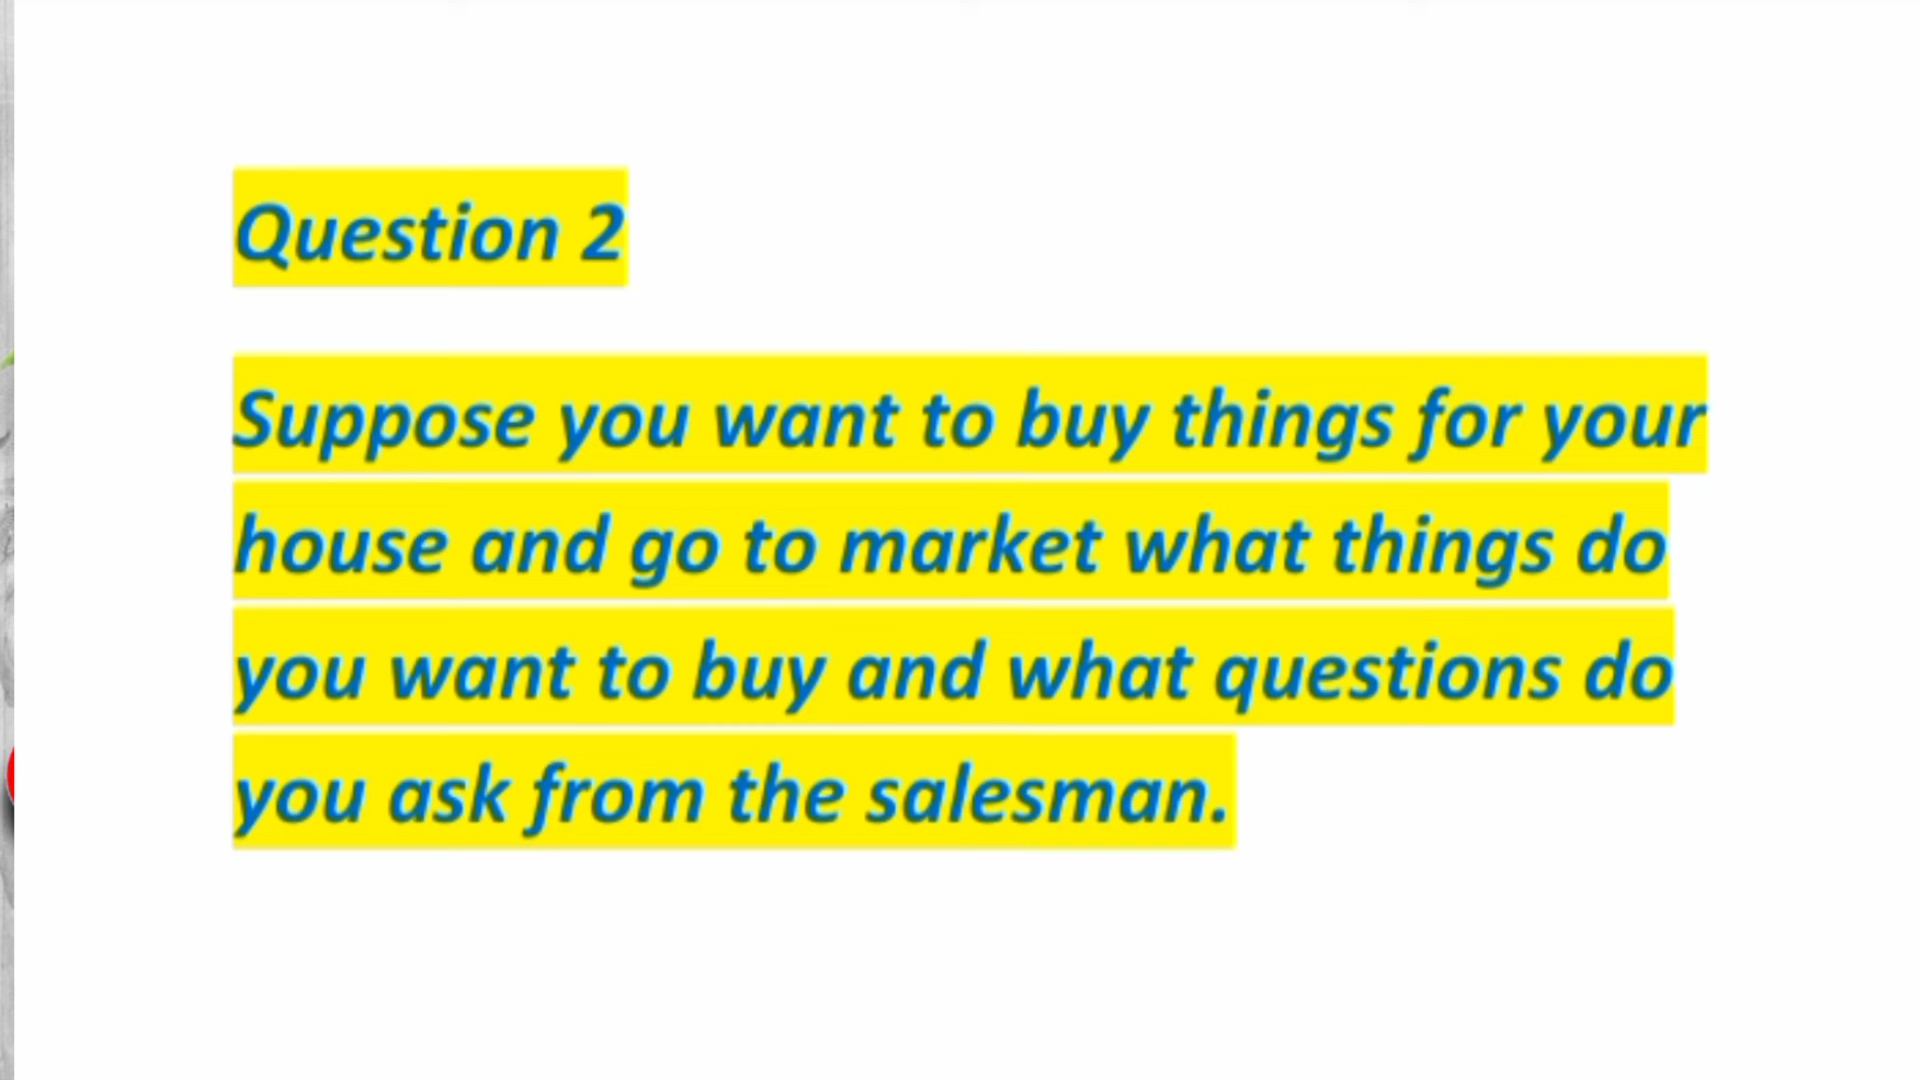 Question 2
Suppose you want to buy things for your
house and go to market what things do
you want to buy and what questions do
you ask from the salesman.